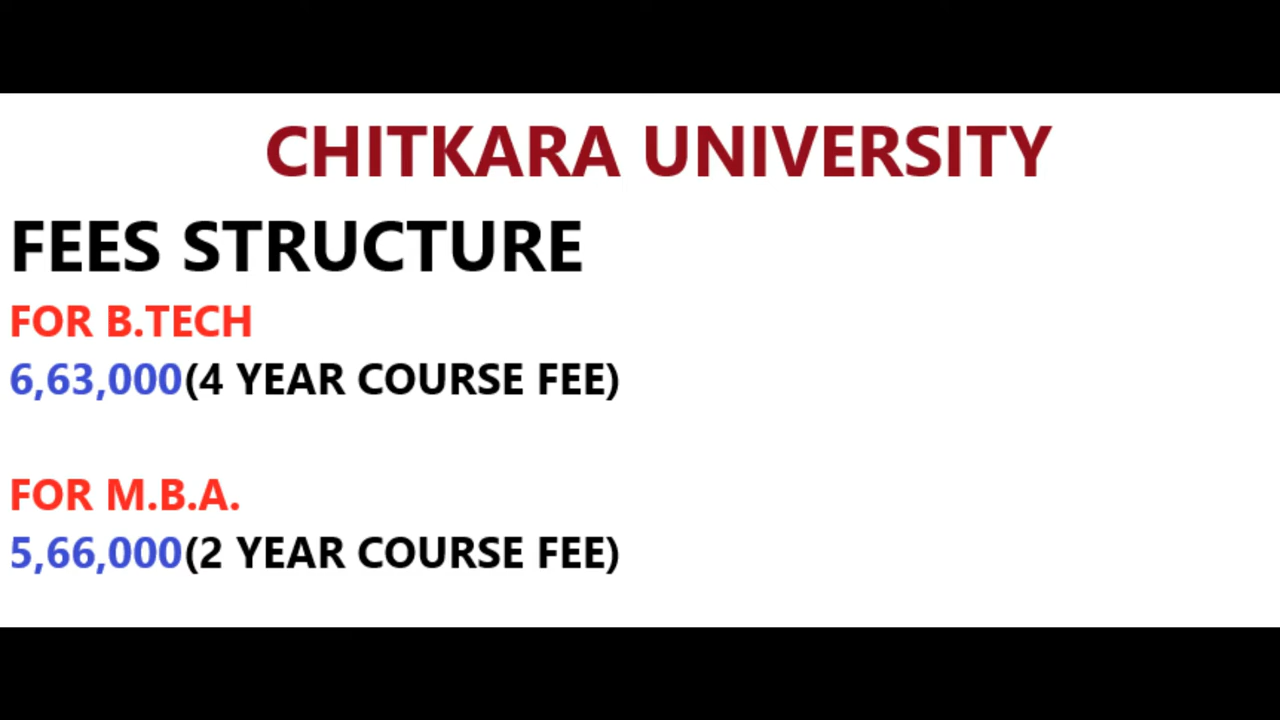 CHITKARA UNIVERSITY
FEES STRUCTURE
FOR B.TECH
6,63,000(4 YEAR COURSE FEE)
FOR M.B.A.
5,66,000(2 YEAR COURSE FEE)